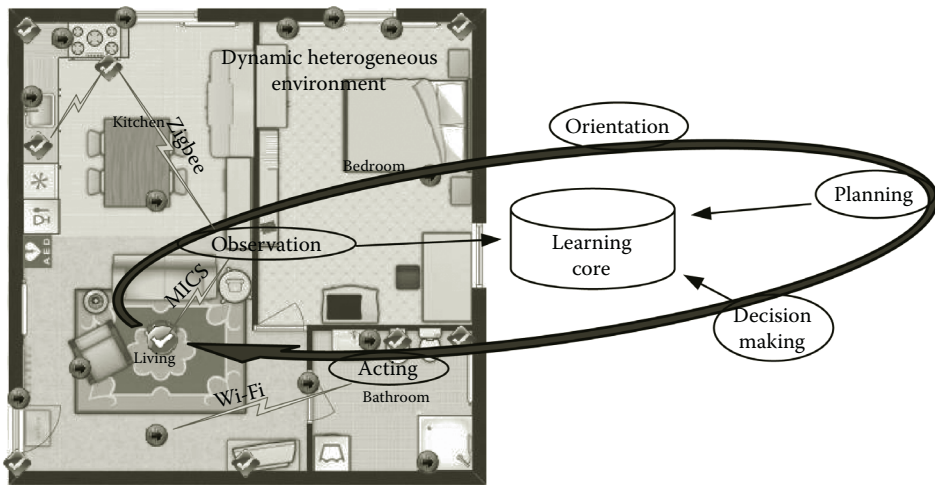 Dynamic heterogeneous
environment
Orientation
Kitchen
Zigbee
Bedroom
Planning
Observation
Learning
core
AED
MICS
Decision
making
Living
Acting
Wi-Fi
Bathroom